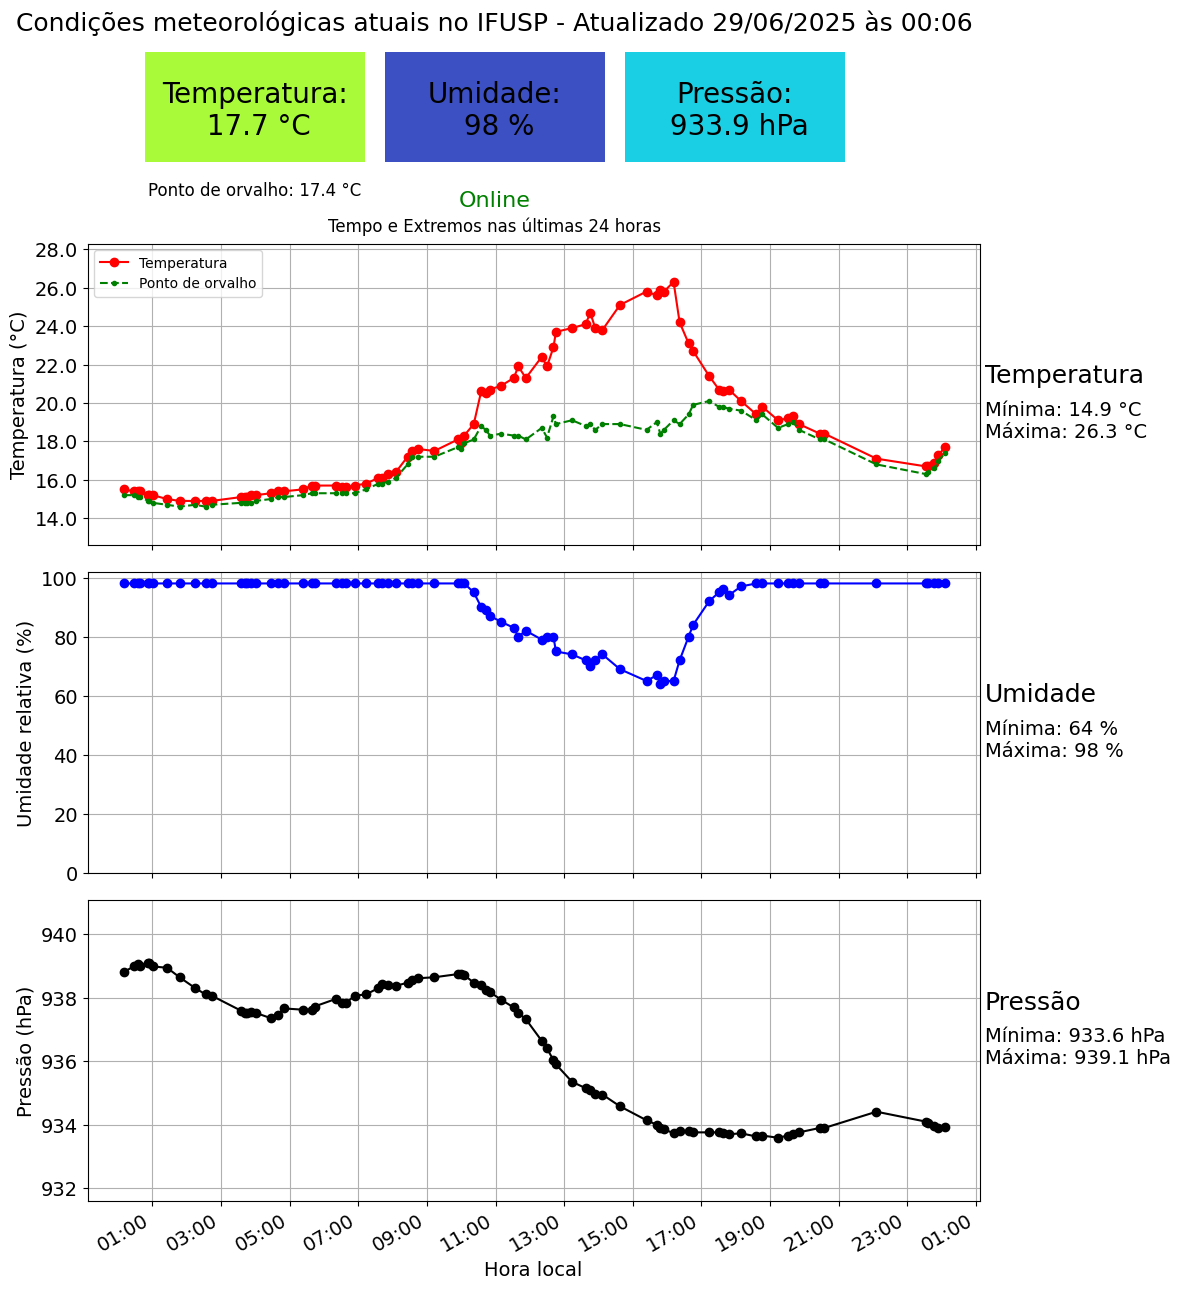 Condições meteorológicas atuais no IFUSP - Atualizado 29/06/2025 às 00:06
Temperatura:
17.7 °C
Umidade:
98 %
Pressão:
933.9 hPa
Ponto de orvalho: 17.4 °C
Online
Tempo e Extremos nas últimas 24 horas
Temperatura (°C)
28.0
26.0
24.0
22.0
20.0
18.0
16.0
14.0
Temperatura
Ponto de orvalho
Temperatura
Mínima: 14.9 °C
Máxima: 26.3 °C
Umidade relativa (%)
100
80
60
40
20
0
Umidade
Mínima: 64 %
Máxima: 98 %
Pressão (hPa)
940
938
936
934
932
Pressão
Mínima: 933.6 hPa
Máxima: 939.1 hPa
01:00 03:00 05:00 07:00 09:00 11:00 13:00 15:00 17:00 19:00 21:00 23:00 01:00
Hora local